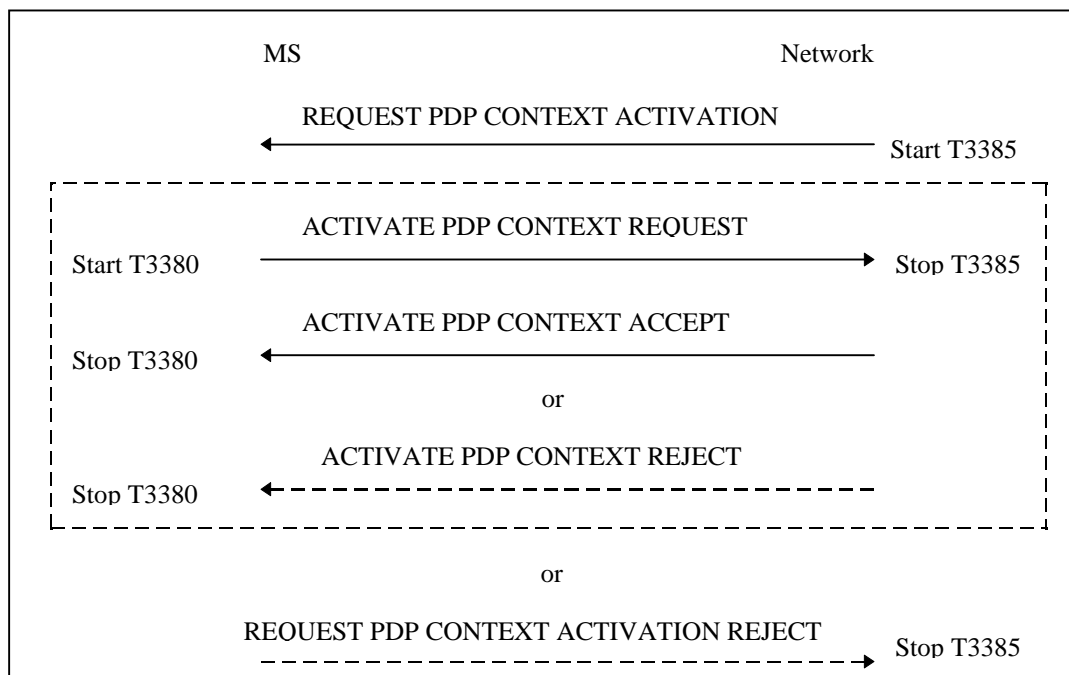 MS Network
REQUEST PDP CONTEXT ACTIVATION
Start T3385
ACTIVATE PDP CONTEXT REQUEST
Start T3380 Stop T3385
ACTIVATE PDP CONTEXT ACCEPT
Stop T3380
or
ACTIVATE PDP CONTEXT REJECT
Stop T3380
or
REQUEST PDP CONTEXT ACTIVATION REJECT
Stop T3385